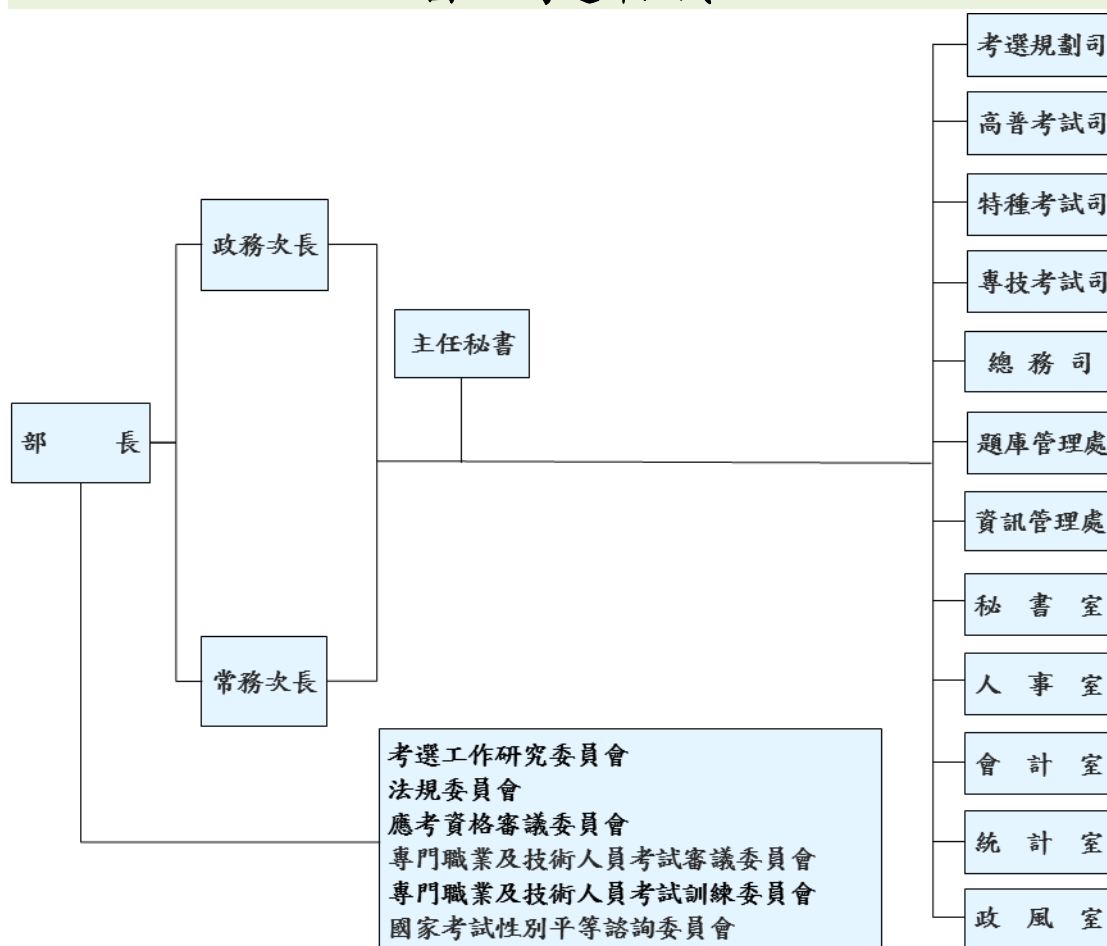 考選規劃司
高普考試司
特種考試司
專技考試司
總務司
題庫管理處
資訊管理處
秘書室
人事室
會計室
統計室
政風室
政務次長
主任秘書
部長
常務次長
考選工作研究委員會
法規委員會
應考資格審議委員會
專門職業及技術人員考試審議委員會
專門職業及技術人員考試訓練委員會
國家考試性別平等諮詢委員會